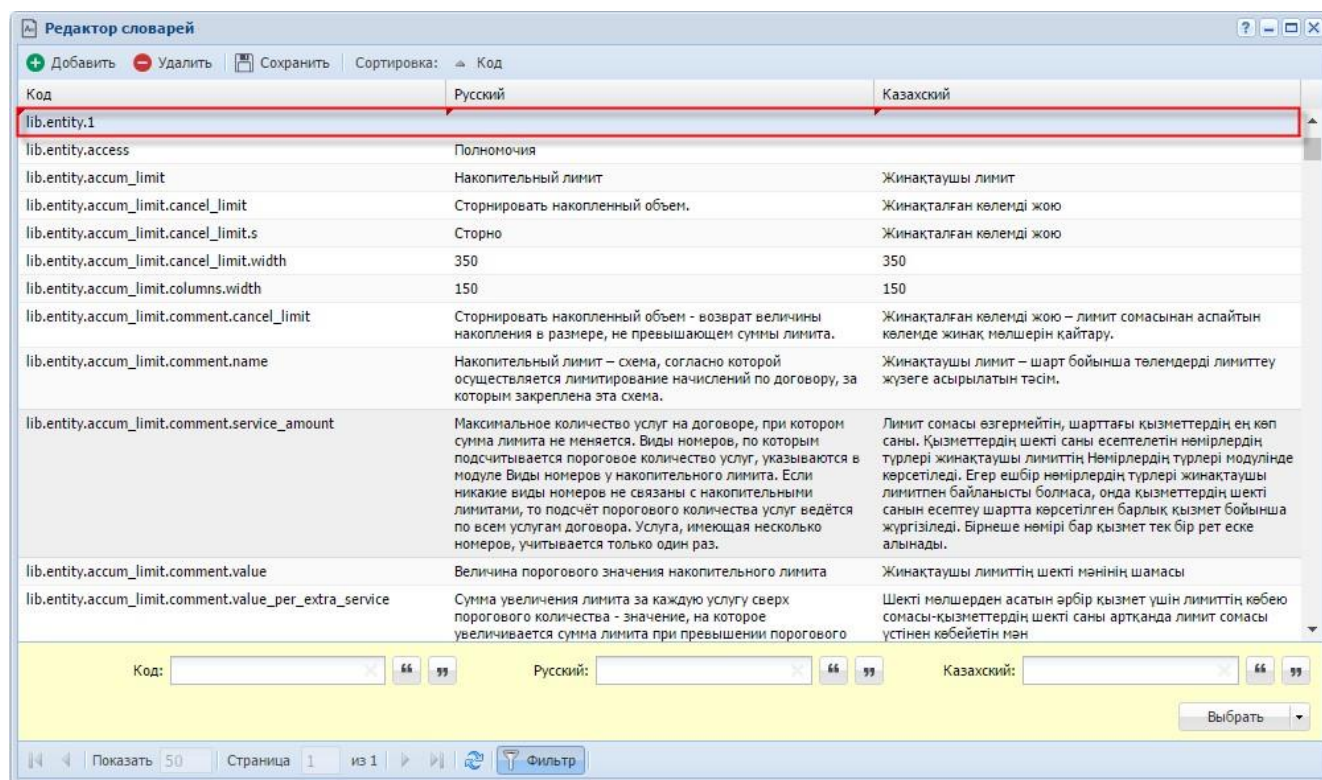 Редактор словарей
Добавить Удалить Сохранить Сортировка: Код
Код Русский Казахский
lib.entity.1
lib.entity.access Полномочия
lib.entity.accum_limit Накопительный лимит Жинақтаушы лимит
lib.entity.accum_limit.cancel_limit Сторнировать накопленный объем. Жинақталған көлемді жою
lib.entity.accum_limit.cancel_limit.s Сторно Жинақталған көлемді жою
lib.entity.accum_limit.cancel_limit.width 350 350
lib.entity.accum_limit.columns.width 150 150
lib.entity.accum_limit.comment.cancel_limit
Сторнировать накопленный объем - возврат величины
накопления в размере, не превышающем суммы лимита.
Жинақталған көлемді жою – лимит сомасынан аспайтын
көлемде жинақ мөлшерін қайтару.
lib.entity.accum_limit.comment.name
Накопительный лимит – схема, согласно которой
осуществляется лимитирование начислений по договору, за
которым закреплена эта схема.
Жинақтаушы лимит – шарт бойынша төлемдерді лимиттеу
жүзеге асырылатын тәсім.
lib.entity.accum_limit.comment.service_amount
Максимальное количество услуг на договоре, при котором
сумма лимита не меняется. Виды номеров, по которым
подсчитывается пороговое количество услуг, указываются в
модуле Виды номеров у накопительного лимита. Если
никакие виды номеров не связаны с накопительными
лимитами, то подсчёт порогового количества услуг ведётся
по всем услугам договора. Услуга, имеющая несколько
номеров, учитывается только один раз.
Лимит сомасы өзгермейтін, шарттағы қызметтердің ең көп
саны. Қызметтердің шекті саны есептелетін нөмірлердің
түрлері жинақтаушы лимиттің Нөмірлердің түрлері модулінде
көрсетіледі. Егер ешбір нөмірлердің түрлері жинақтаушы
лимитпен байланысты болмаса, онда қызметтердің шекті
санын есептеу шартта көрсетілген барлық қызмет бойынша
жүргізіледі. Бірнеше нөмірі бар қызмет тек бір рет еске
алынады.
lib.entity.accum_limit.comment.value Величина порогового значения накопительного лимита Жинақтаушы лимиттің шекті мәнінің шамасы
lib.entity.accum_limit.comment.value_per_extra_service
Сумма увеличения лимита за каждую услугу сверх
порогового количества - значение, на которое
увеличивается сумма лимита при превышении порогового
Шекті мөлшерден асатын әрбір қызмет үшін лимиттің көбею
сомасы-қызметтердің шекті саны артқанда лимит сомасы
үстінен көбейетін мән
Код: Русский: Казахский:
Выбрать
Показать 50 Страница 1 из 1 Фильтр